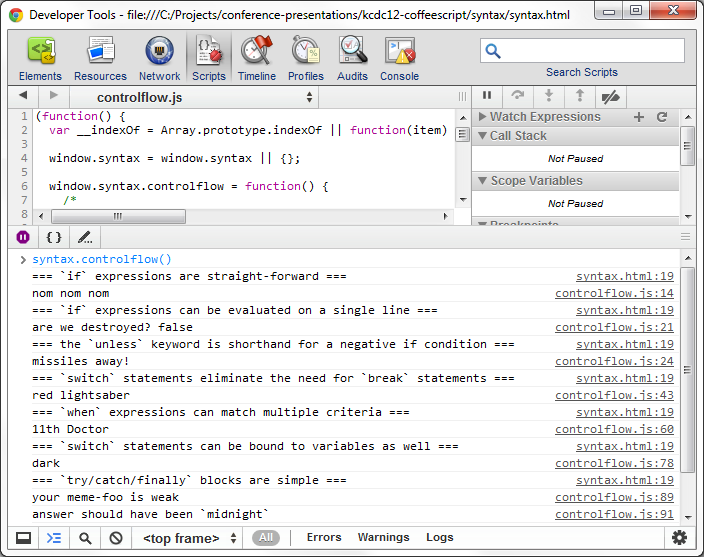 Developer Tools - file:///C:/Projects/conference-presentations/kcdc12-coffeescript/syntax/syntax.html
Elements Resources Network Scripts Timeline Profiles Audits Console Search Scripts
controlflow.js
1 (function() {
2 var __indexOf = Array.prototype.indexOf || function(item)
3
4 window.syntax = window.syntax || {};
5
6 window.syntax.controlflow = function() {
7 /*
8
Watch Expressions
Call Stack
Not Paused
Scope Variables
Not Paused
Breakpoints
{}
> syntax.controlflow()
=== `if` expressions are straight-forward === syntax.html:19
nom nom nom controlflow.js:14
=== `if` expressions can be evaluated on a single line === syntax.html:19
are we destroyed? false controlflow.js:21
=== the `unless` keyword is shorthand for a negative if condition === syntax.html:19
missiles away! controlflow.js:24
=== `switch` statements eliminate the need for `break` statements === syntax.html:19
red lightsaber controlflow.js:43
=== `when` expressions can match multiple criteria === syntax.html:19
11th Doctor controlflow.js:60
=== `switch` statements can be bound to variables as well === syntax.html:19
dark controlflow.js:78
=== `try/catch/finally` blocks are simple === syntax.html:19
your meme-foo is weak controlflow.js:89
answer should have been `midnight` controlflow.js:91
<top frame> All Errors Warnings Logs